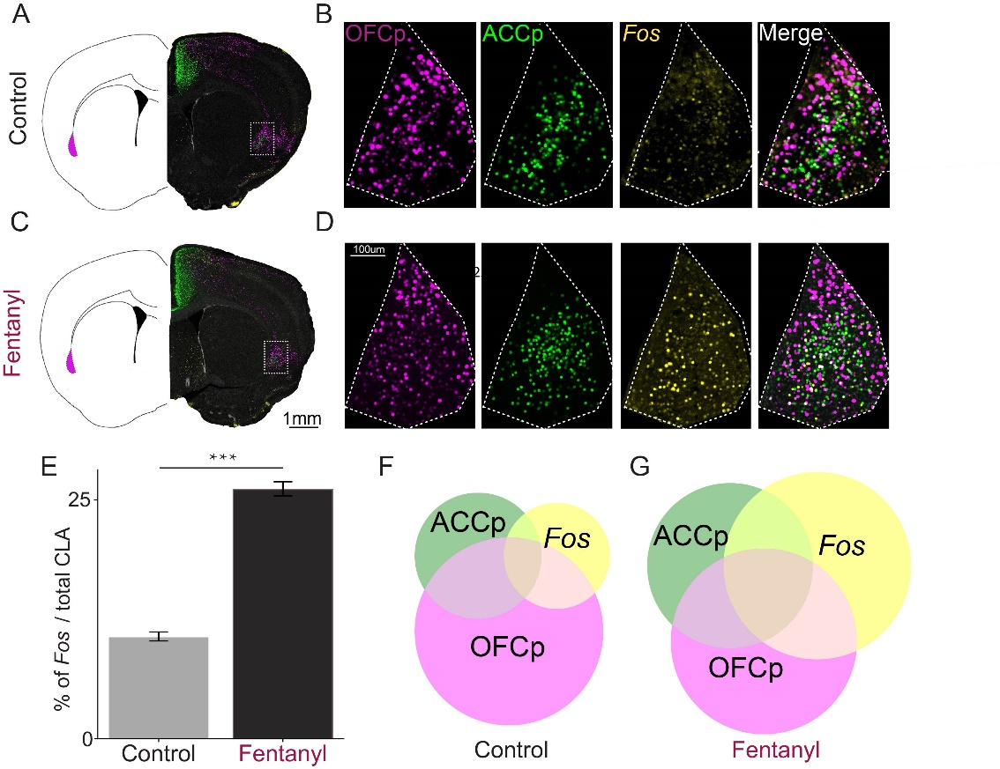 A
B
Control
OFCp
ACCp
Fos
Merge
C
D
Fentanyl
100um
2
1mm
E
F
G
***
% of Fos / total CLA
25
0
Control
Fentanyl
ACCp
Fos
OFCp
Control
ACCp
Fos
OFCp
Fentanyl